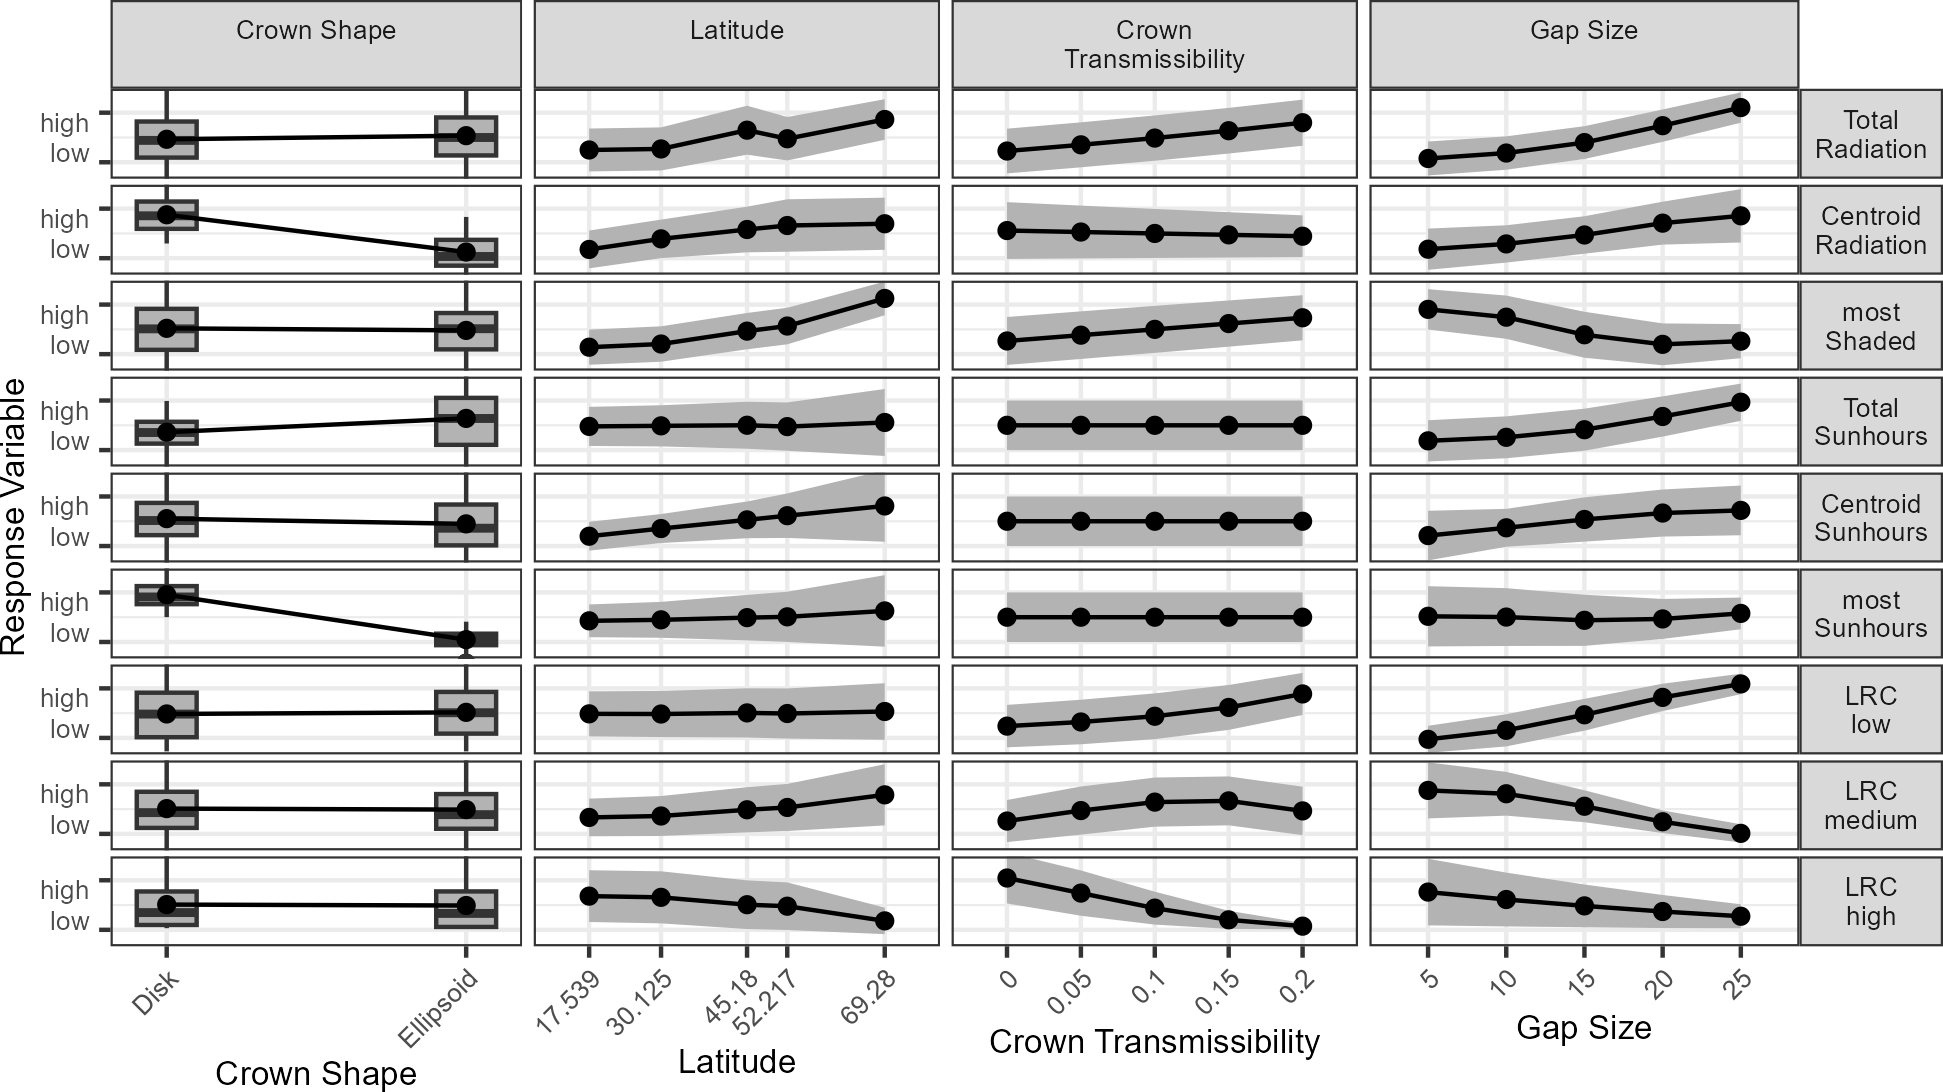 Crown Shape
Latitude
Crown
Transmissibility
Gap Size
Response Variable
high
low
Total
Radiation
high
low
Centroid
Radiation
high
low
most
Shaded
high
low
Total
Sunhours
high
low
Centroid
Sunhours
high
low
most
Sunhours
high
low
LRC
low
high
low
LRC
medium
high
low
LRC
high
Disk
Ellipsoid
17.539
30.125
45.18
52.217
69.28
0
0.05
0.1
0.15
0.2
5
10
15
20
25
Crown Shape
Latitude
Crown Transmissibility
Gap Size